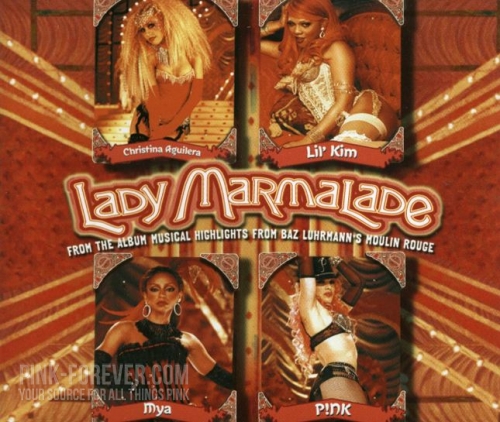 Christina Aguilera
Lil' Kim
LADY MARMALADE
FROM THE ALBUM MUSICAL HIGHLIGHTS FROM BAZ LUHRMANN'S MOULIN ROUGE
PINK-FOREVER.COM
YOUR SOURCE FOR ALL THINGS PINK
Mya
P!NK